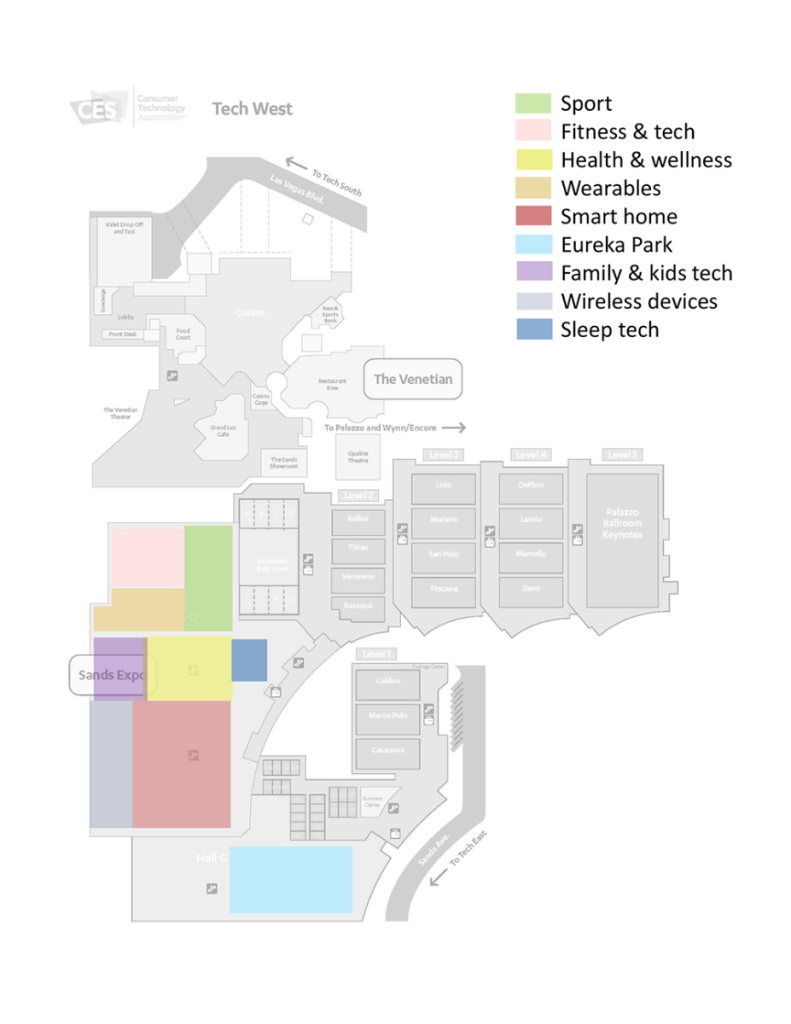 CES
Consumer
Technology
Association
Tech West
Sport
Fitness & tech
Health & wellness
Wearables
Smart home
Eureka Park
Family & kids tech
Wireless devices
Sleep tech
To Tech South
Las Vegas Blvd.
Valet Drop Off
and Taxi
Concierge
Lobby
Front Desk
Food
Court
Casino
Race &
Sports
Book
Restaurant
Row
The Venetian
Casino
Cage
The Venetian
Theater
Grand Lux
Cafe
To Palazzo and Wynn/Encore
The Sands
Showroom
Opaline
Theatre
Level 2
Level 3
Level 4
Level 5
Venetian
Ballroom
Bellini
Titian
Veronese
Bassano
Lido
Murano
San Polo
Toscana
Delfino
Lando
Marcello
Zeno
Palazzo
Ballroom
Keynotes
Sands Expo
Level 1
Galileo
Marco Polo
Casanova
Business
Center
Hall G
Sands Ave.
To Tech East